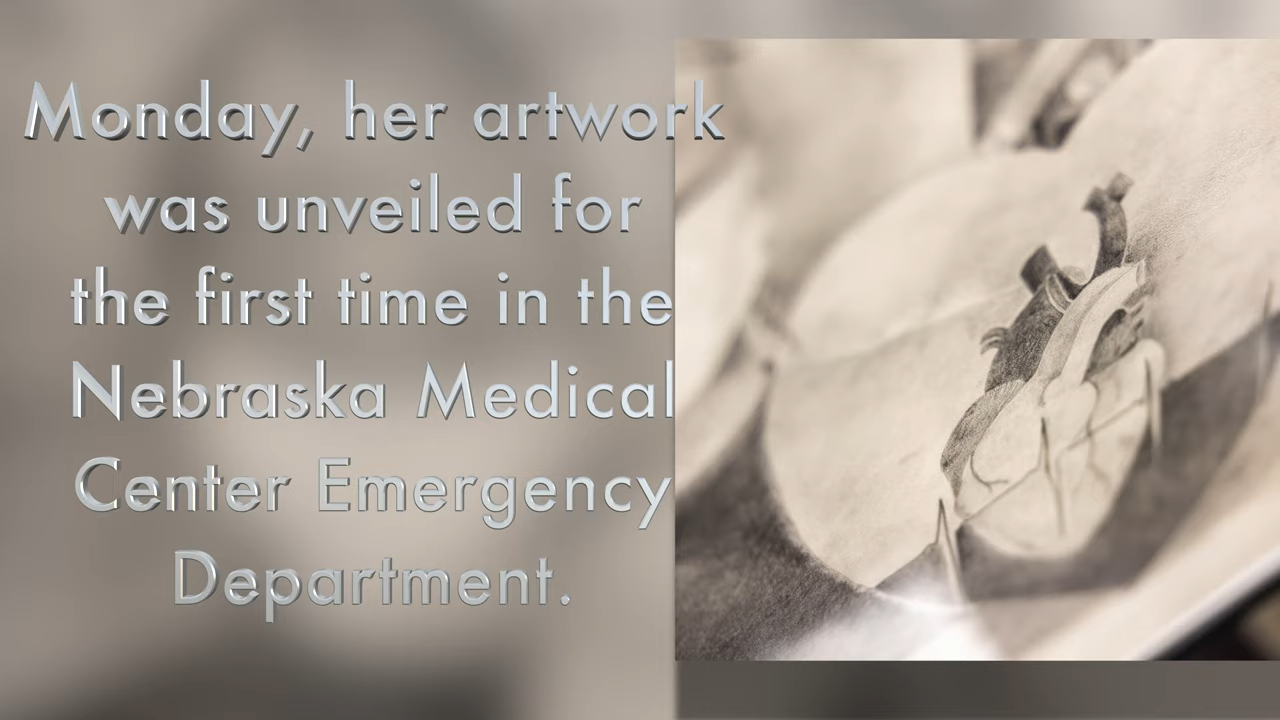 Monday, her artwork
was unveiled for
the first time in the
Nebraska Medical
Center Emergency
Department.